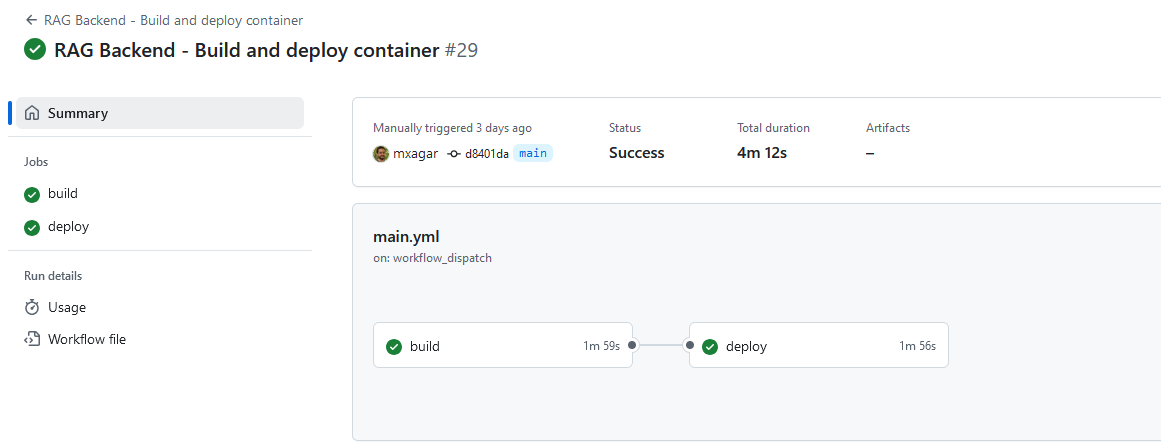 RAG Backend - Build and deploy container
RAG Backend - Build and deploy container #29
Summary
Jobs
build
deploy
Run details
Usage
Workflow file
Manually triggered 3 days ago
mxagar d8401da main
Status
Success
Total duration
4m 12s
Artifacts
–
main.yml
on: workflow_dispatch
build 1m 59s
deploy 1m 56s